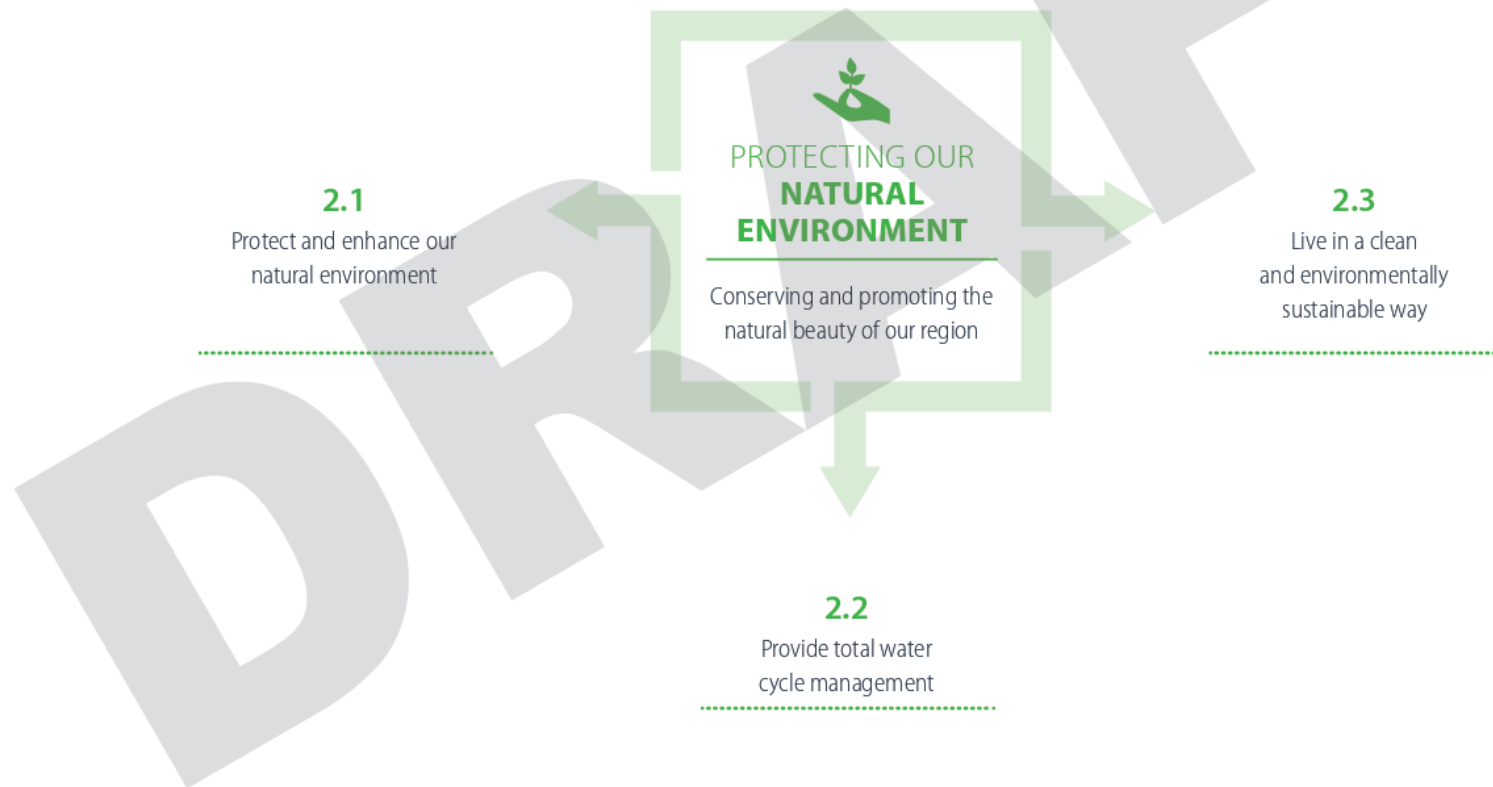 PROTECTING OUR
NATURAL
ENVIRONMENT
Conserving and promoting the
natural beauty of our region
2.1
Protect and enhance our
natural environment
2.2
Provide total water
cycle management
2.3
Live in a clean
and environmentally
sustainable way
DRA